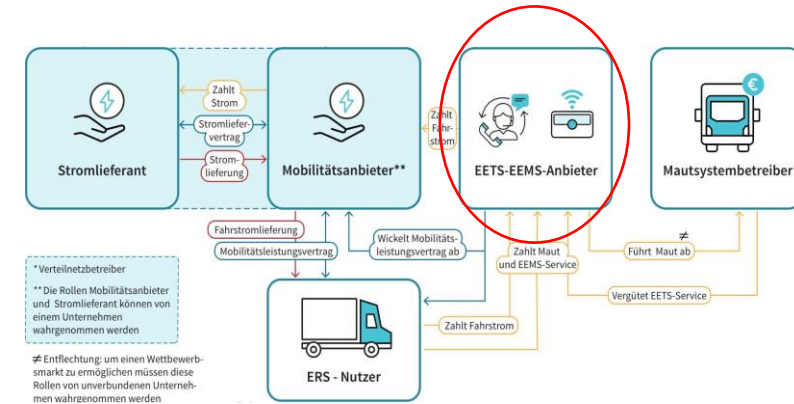 Zahlt
Strom
Stromliefer-
vertrag
Strom-
lieferung
Zahlt
Fahr-
strom
€
Stromlieferant
Mobilitätsanbieter**
EETS-EEMS-Anbieter
Mautsystembetreiber
Fahrstromlieferung
Mobilitätsleistungsvertrag
Wickelt Mobilitäts-
leistungsvertrag ab
Zahlt Maut
und EEMS-Service
≠
Führt Maut ab
Vergütet EETS-Service
Zahlt Fahrstrom
ERS - Nutzer
*Verteilnetzbetreiber
**Die Rollen Mobilitätsanbieter
und Stromlieferant können von
einem Unternehmen
wahrgenommen werden
≠ Entflechtung: um einen Wettbewerb-
smarkt zu ermöglichen müssen diese
Rollen von unverbundenen Unterneh-
men wahrgenommen werden